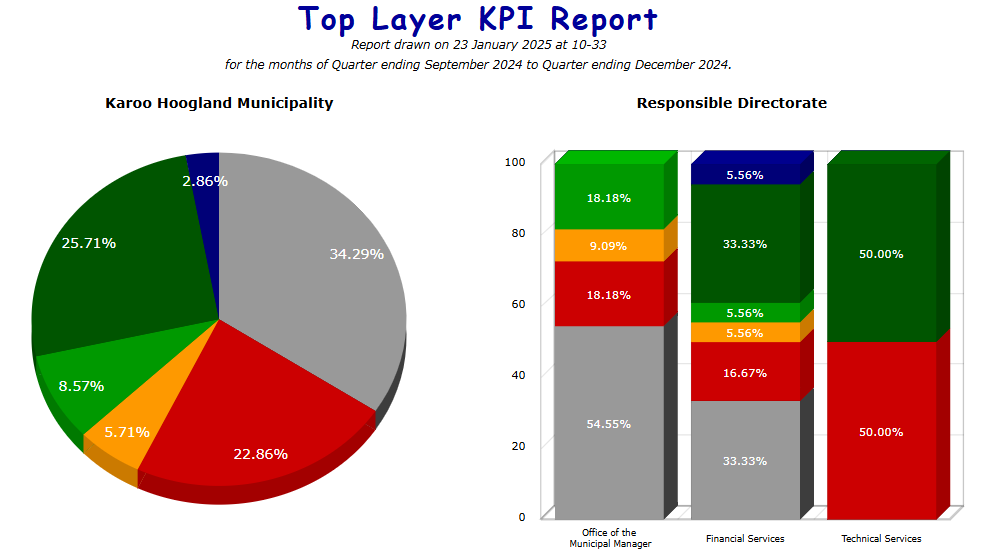 Top Layer KPI Report
Report drawn on 23 January 2025 at 10-33
for the months of Quarter ending September 2024 to Quarter ending December 2024.
Karoo Hoogland Municipality
2.86%
25.71%
34.29%
8.57%
5.71%
22.86%
Responsible Directorate
100
80
60
40
20
0
18.18%
9.09%
18.18%
54.55%
5.56%
33.33%
5.56%
5.56%
16.67%
33.33%
50.00%
50.00%
Office of the
Municipal Manager
Financial Services
Technical Services